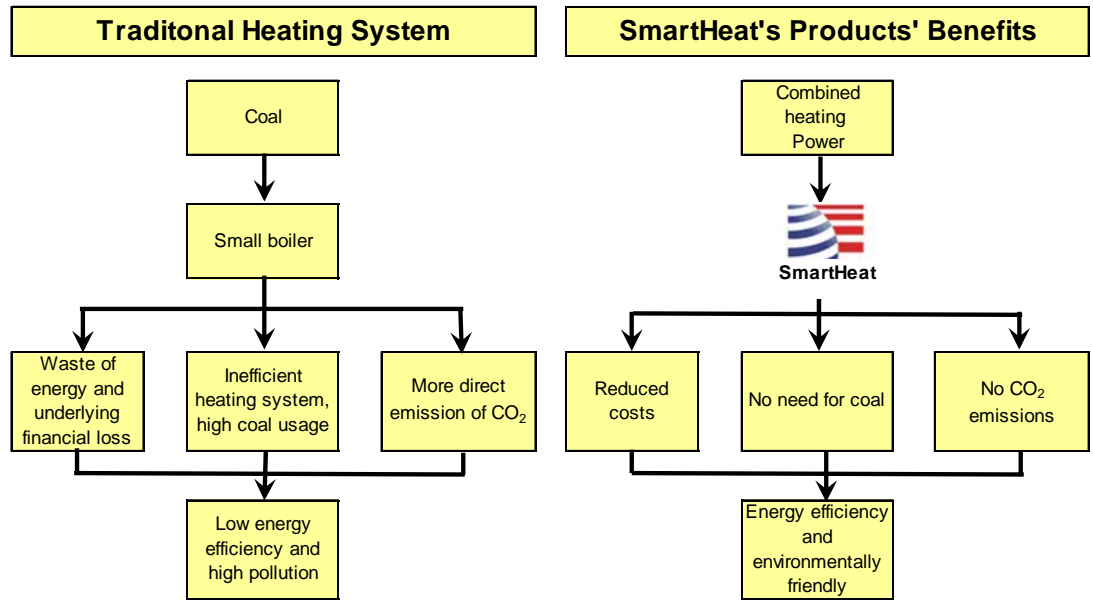 Traditonal Heating System
Coal
Small boiler
Waste of
energy and
underlying
financial loss
Inefficient
heating system,
high coal usage
More direct
emission of CO₂
Low energy
efficiency and
high pollution
SmartHeat's Products' Benefits
Combined
heating
Power
SmartHeat
Reduced
costs
No need for coal
No CO₂
emissions
Energy efficiency
and
environmentally
friendly